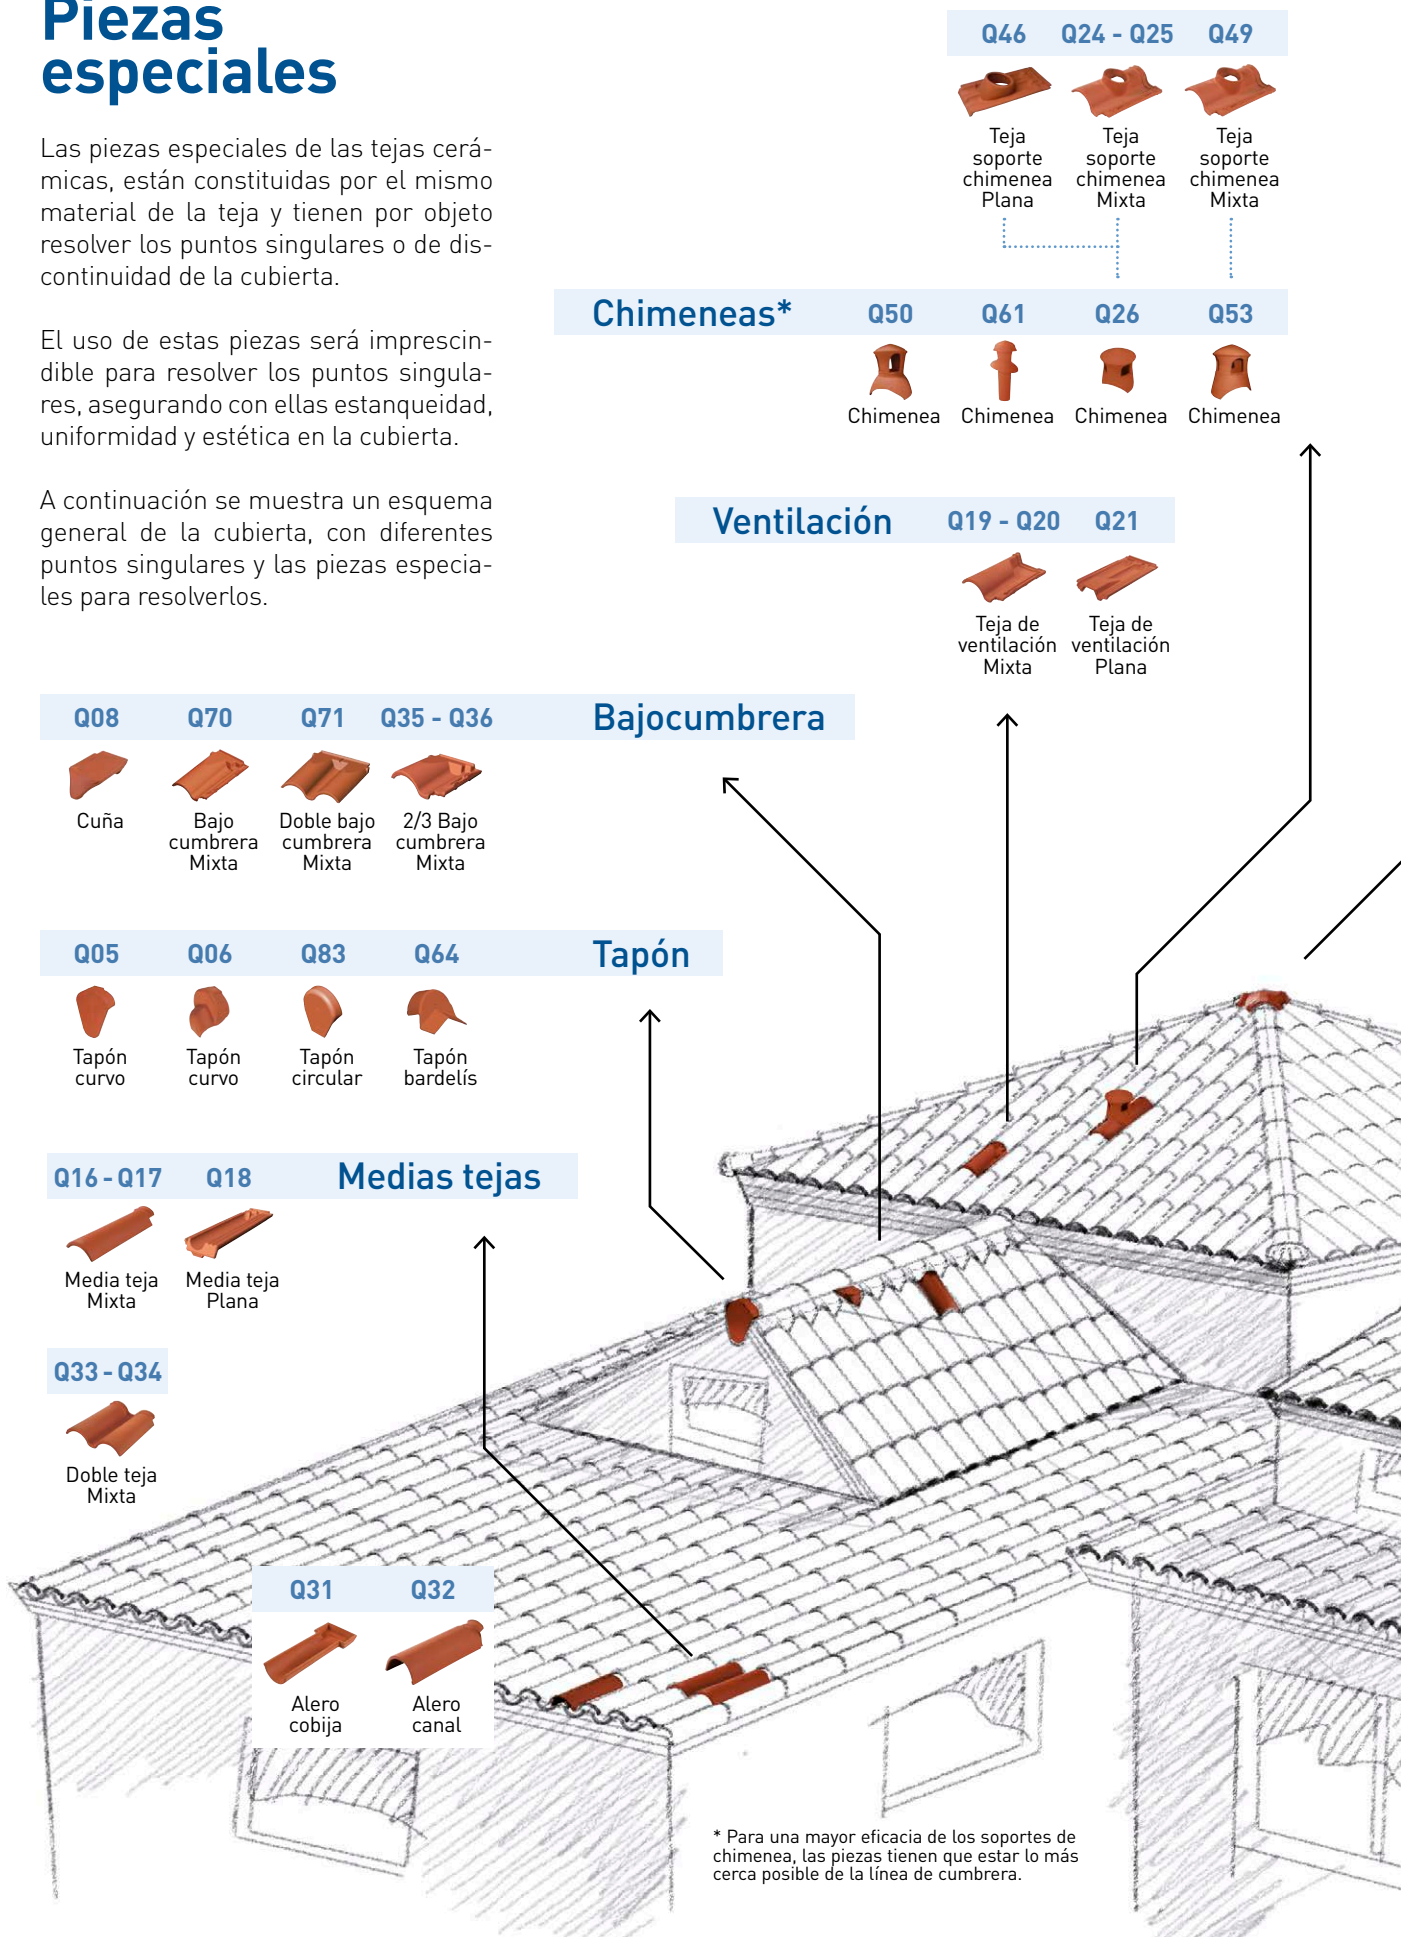 Piezas
especiales
Las piezas especiales de las tejas cerá-
micas, están constituidas por el mismo
material de la teja y tienen por objeto
resolver los puntos singulares o de dis-
continuidad de la cubierta.
El uso de estas piezas será imprescin-
dible para resolver los puntos singula-
res, asegurando con ellas estanqueidad,
uniformidad y estética en la cubierta.
A continuación se muestra un esquema
general de la cubierta, con diferentes
puntos singulares y las piezas especia-
les para resolverlos.
Q46 Q24 - Q25 Q49
Teja Teja Teja
soporte soporte soporte
chimenea chimenea chimenea
Plana Mixta Mixta
Chimeneas* Q50 Q61 Q26 Q53
Chimenea Chimenea Chimenea Chimenea
Ventilación Q19 - Q20 Q21
Teja de Teja de
ventilación ventilación
Mixta Plana
Q08 Q70 Q71 Q35 - Q36 Bajocumbrera
Cuña Bajo Doble bajo 2/3 Bajo
cumbrera cumbrera cumbrera
Mixta Mixta Mixta
Q05 Q06 Q83 Q64 Tapón
Tapón Tapón Tapón Tapón
curvo curvo circular bardelís
Q16 - Q17 Q18 Medias tejas
Media teja Media teja
Mixta Plana
Q33 - Q34
Doble teja
Mixta
Q31 Q32
Alero Alero
cobija canal
* Para una mayor eficacia de los soportes de
chimenea, las piezas tienen que estar lo más
cerca posible de la línea de cumbrera.